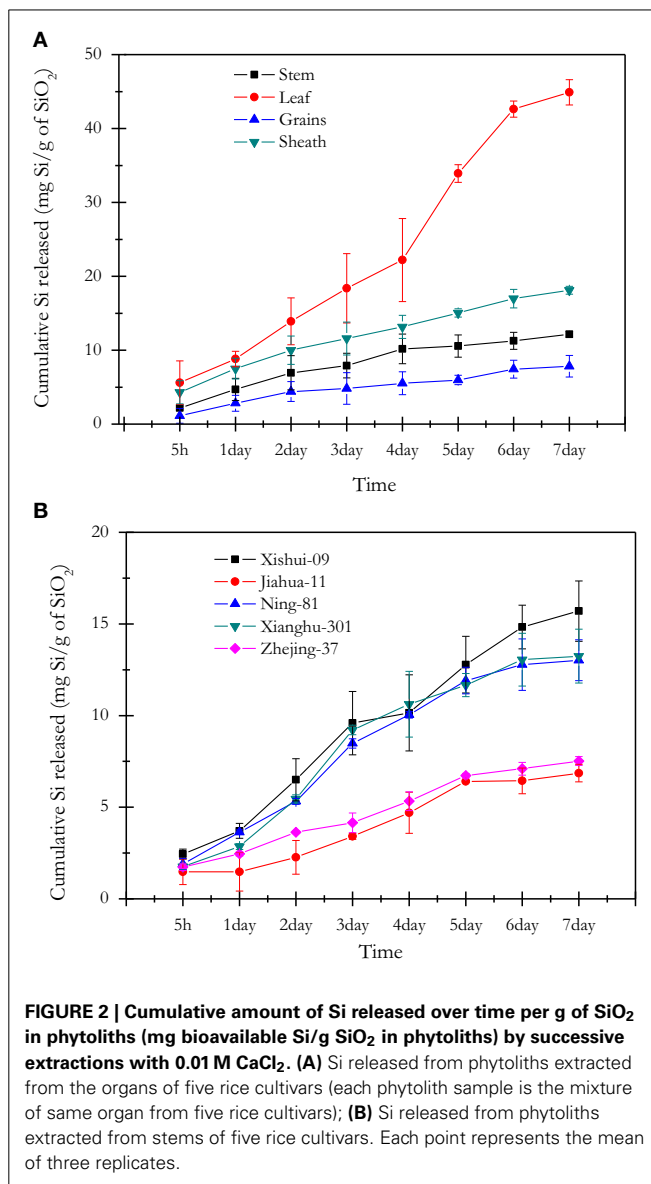 A
Cumulative Si released (mg Si/g of SiO₂)
50
40
30
20
10
0
Stem
Leaf
Grains
Sheath
5h 1day 2day 3day 4day 5day 6day 7day
Time
B
Cumulative Si released (mg Si/g of SiO₂)
20
15
10
5
0
Xishui-09
Jiahua-11
Ning-81
Xianghu-301
Zhejing-37
5h 1day 2day 3day 4day 5day 6day 7day
Time
FIGURE 2 | Cumulative amount of Si released over time per g of SiO₂
in phytoliths (mg bioavailable Si/g SiO₂ in phytoliths) by successive
extractions with 0.01 M CaCl₂. (A) Si released from phytoliths extracted
from the organs of five rice cultivars (each phytolith sample is the mixture
of same organ from five rice cultivars); (B) Si released from phytoliths
extracted from stems of five rice cultivars. Each point represents the mean
of three replicates.